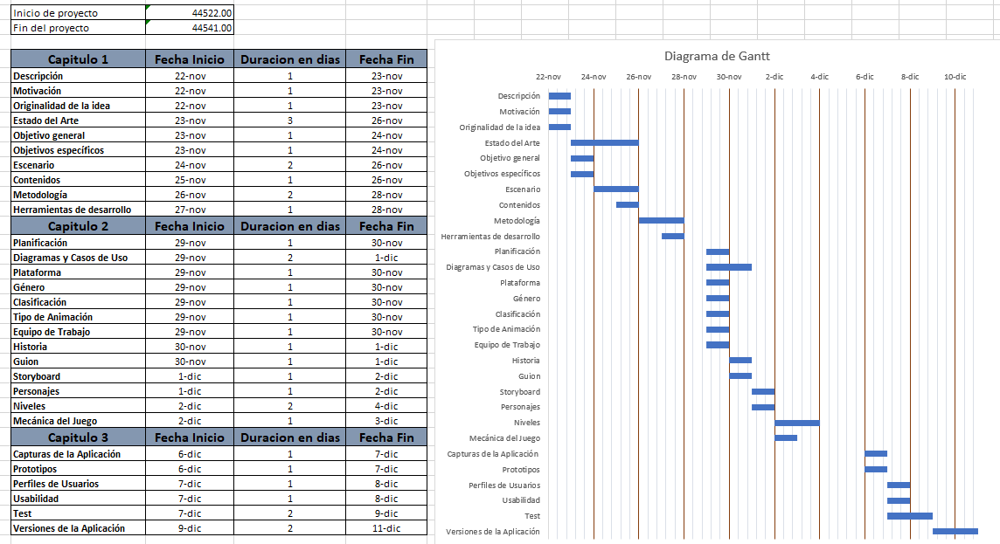 Inicio de proyecto 44522.00
Fin del proyecto 44541.00
Capitulo 1 Fecha Inicio Duracion en dias Fecha Fin
Descripción 22-nov 1 23-nov
Motivación 22-nov 1 23-nov
Originalidad de la idea 22-nov 1 23-nov
Estado del Arte 23-nov 3 26-nov
Objetivo general 23-nov 1 24-nov
Objetivos específicos 23-nov 1 24-nov
Escenario 24-nov 2 26-nov
Contenidos 25-nov 1 26-nov
Metodología 26-nov 2 28-nov
Herramientas de desarrollo 27-nov 1 28-nov
Capitulo 2 Fecha Inicio Duracion en dias Fecha Fin
Planificación 29-nov 1 30-nov
Diagramas y Casos de Uso 29-nov 2 1-dic
Plataforma 29-nov 1 30-nov
Género 29-nov 1 30-nov
Clasificación 29-nov 1 30-nov
Tipo de Animación 29-nov 1 30-nov
Equipo de Trabajo 29-nov 1 30-nov
Historia 30-nov 1 1-dic
Guion 30-nov 1 1-dic
Storyboard 1-dic 1 2-dic
Personajes 1-dic 1 2-dic
Niveles 2-dic 2 4-dic
Mecánica del Juego 2-dic 1 3-dic
Capitulo 3 Fecha Inicio Duracion en dias Fecha Fin
Capturas de la Aplicación 6-dic 1 7-dic
Prototipos 6-dic 1 7-dic
Perfiles de Usuarios 7-dic 1 8-dic
Usabilidad 7-dic 1 8-dic
Test 7-dic 2 9-dic
Versiones de la Aplicación 9-dic 2 11-dic
Diagrama de Gantt
22-nov 24-nov 26-nov 28-nov 30-nov 2-dic 4-dic 6-dic 8-dic 10-dic
Descripción
Motivación
Originalidad de la idea
Estado del Arte
Objetivo general
Objetivos específicos
Escenario
Contenidos
Metodología
Herramientas de desarrollo
Planificación
Diagramas y Casos de Uso
Plataforma
Género
Clasificación
Tipo de Animación
Equipo de Trabajo
Historia
Guion
Storyboard
Personajes
Niveles
Mecánica del Juego
Capturas de la Aplicación
Prototipos
Perfiles de Usuarios
Usabilidad
Test
Versiones de la Aplicación